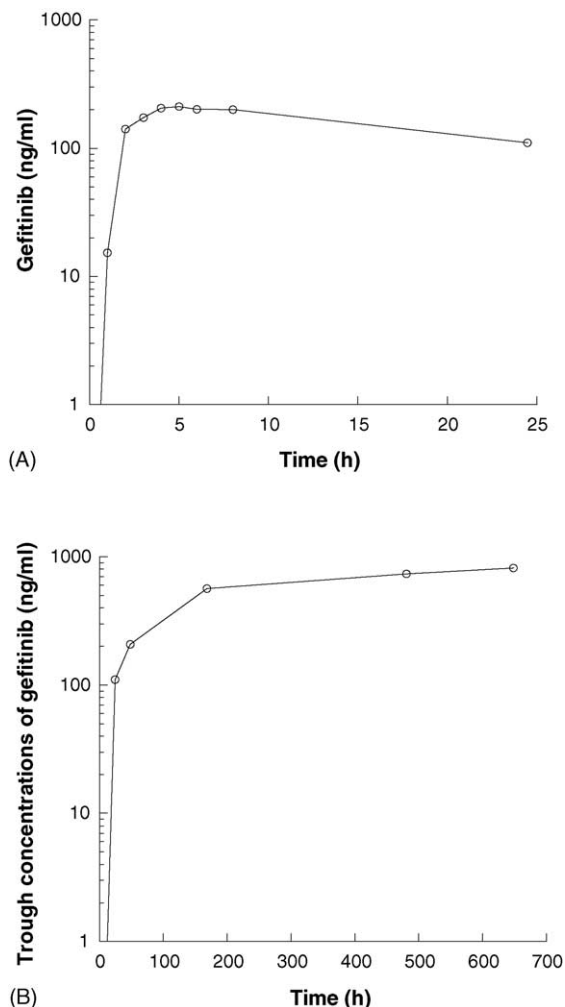 1000
Gefitinib (ng/ml)
100
10
1
0 5 10 15 20 25
(A)
Time (h)
1000
Trough concentrations of gefitinib (ng/ml)
100
10
1
0 100 200 300 400 500 600 700
(B)
Time (h)